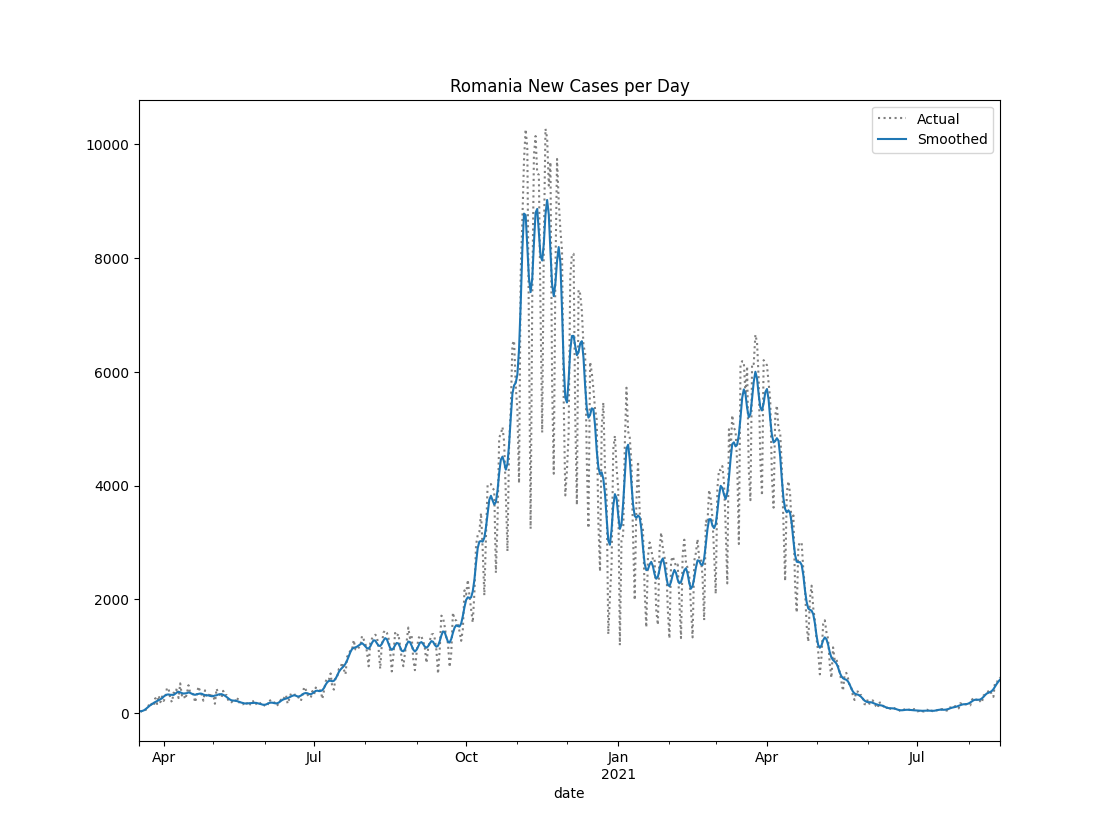 Romania New Cases per Day
Actual
Smoothed
10000
8000
6000
4000
2000
0
Apr
Jul
Oct
Jan
2021
Apr
Jul
date